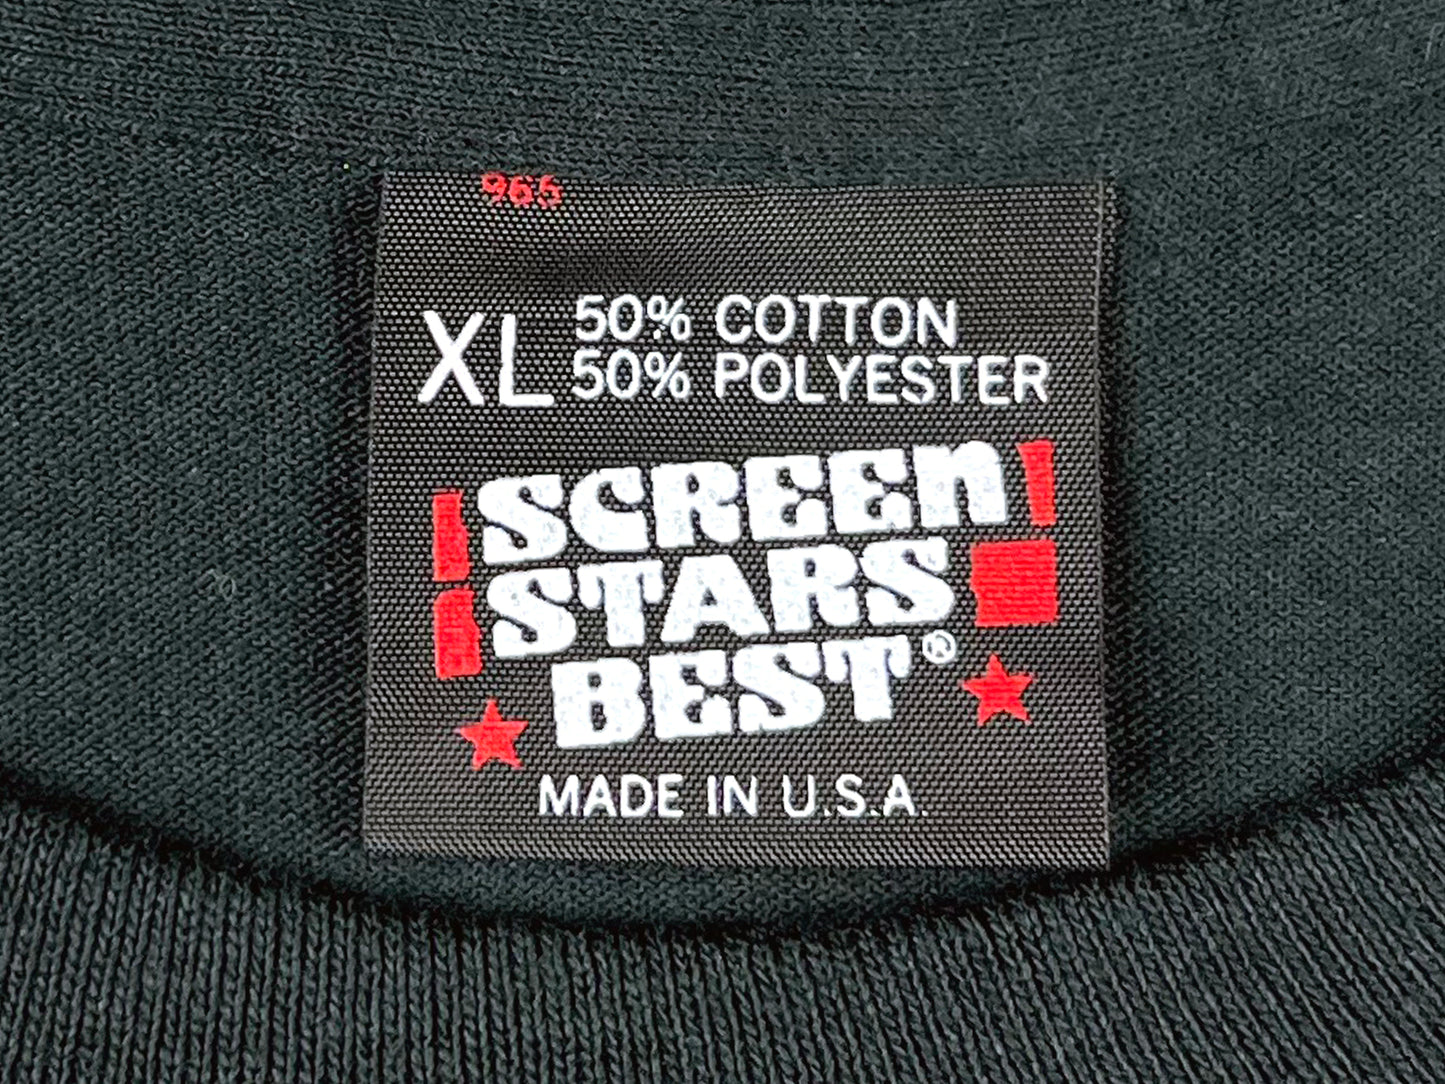 965
XL 50% COTTON
50% POLYESTER
SCREEN
STARS
BEST®
MADE IN U.S.A.